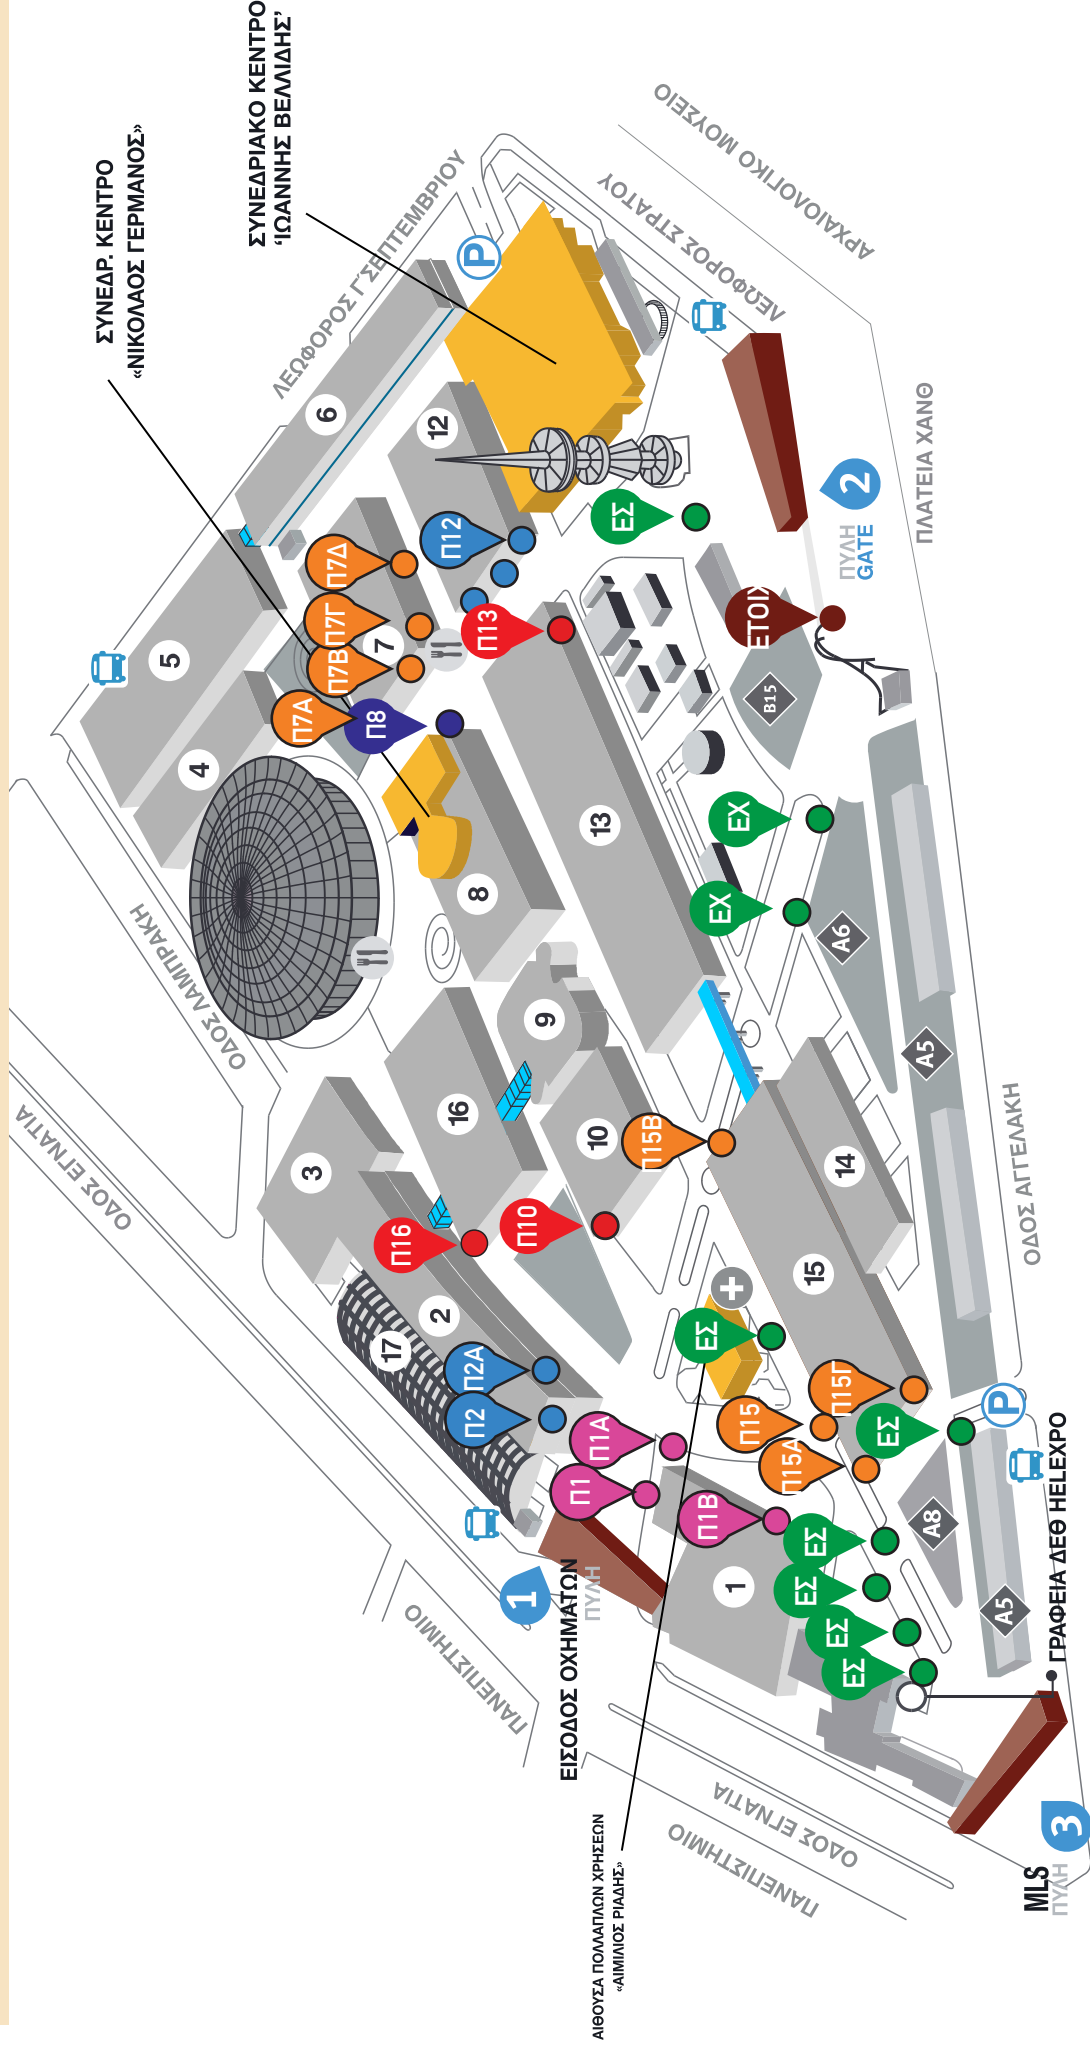 ΣΥΝΕΔΡΙΑΚΟ ΚΕΝΤΡΟ
‘ΙΩΑΝΝΗΣ ΒΕΛΛΙΔΗΣ’
ΣΥΝΕΔΡ. ΚΕΝΤΡΟ
«ΝΙΚΟΛΑΟΣ ΓΕΡΜΑΝΟΣ»
ΛΕΩΦΟΡΟΣ Γ΄ΣΕΠΤΕΜΒΡΙΟΥ
ΑΡΧΑΙΟΛΟΓΙΚΟ ΜΟΥΣΕΙΟ
ΛΕΩΦΟΡΟΣ ΣΤΡΑΤΟΥ
P
6
12
5
4
7
Π12
Π7Δ
Π7Γ
Π7Β
Π7Α
Π8
Π13
ΕΣ
ΠΛΑΤΕΙΑ ΧΑΝΘ
2
ΠΥΛΗ
GATE
Β15
13
8
9
ΕΧ
ΕΧ
Α6
Α5
ΟΔΟΣ ΛΑΜΠΡΑΚΗ
ΟΔΟΣ ΕΓΝΑΤΙΑ
3
16
10
Π15Β
14
15
ΟΔΟΣ ΑΓΓΕΛΑΚΗ
Π16
Π10
2
17
Π2Α
Π2
Π1Α
Π1
Π1Β
1
ΕΣ
Π15Γ
Π15
Π15Α
ΕΣ
P
ΕΣ
ΕΣ
ΕΣ
ΕΣ
Α8
Α5
1
ΕΙΣΟΔΟΣ ΟΧΗΜΑΤΩΝ
ΠΥΛΗ
ΠΑΝΕΠΙΣΤΗΜΙΟ
ΓΡΑΦΕΙΑ ΔΕΘ HELEXPO
ΟΔΟΣ ΕΓΝΑΤΙΑ
ΠΑΝΕΠΙΣΤΗΜΙΟ
3
MLS
ΠΥΛΗ
ΑΙΘΟΥΣΑ ΠΟΛΛΑΠΛΩΝ ΧΡΗΣΕΩΝ
«ΑΙΜΙΛΙΟΣ ΡΙΑΔΗΣ»